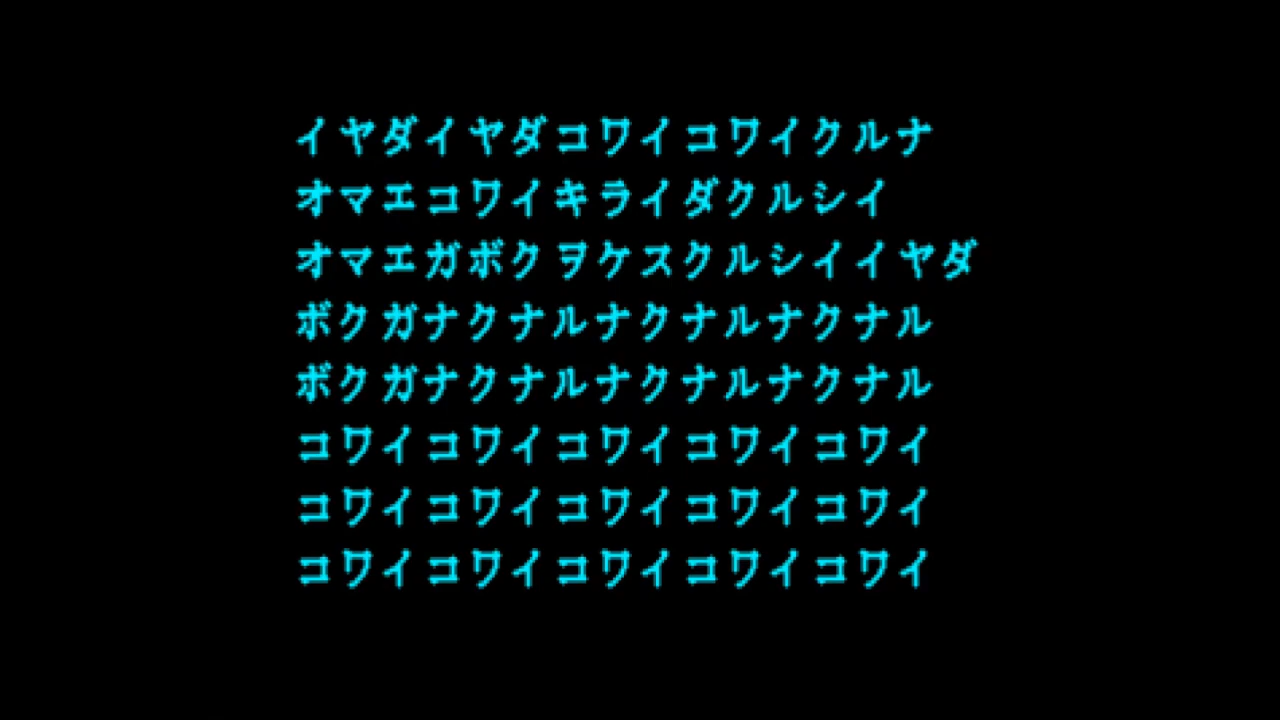 イヤダイヤダコワイコワイクルナ
オマエコワイキライダクルシイ
オマエガボクヲケスクルシイイヤダ
ボクガナクナルナクナルナクナル
ボクガナクナルナクナルナクナル
コワイコワイコワイコワイコワイ
コワイコワイコワイコワイコワイ
コワイコワイコワイコワイコワイ